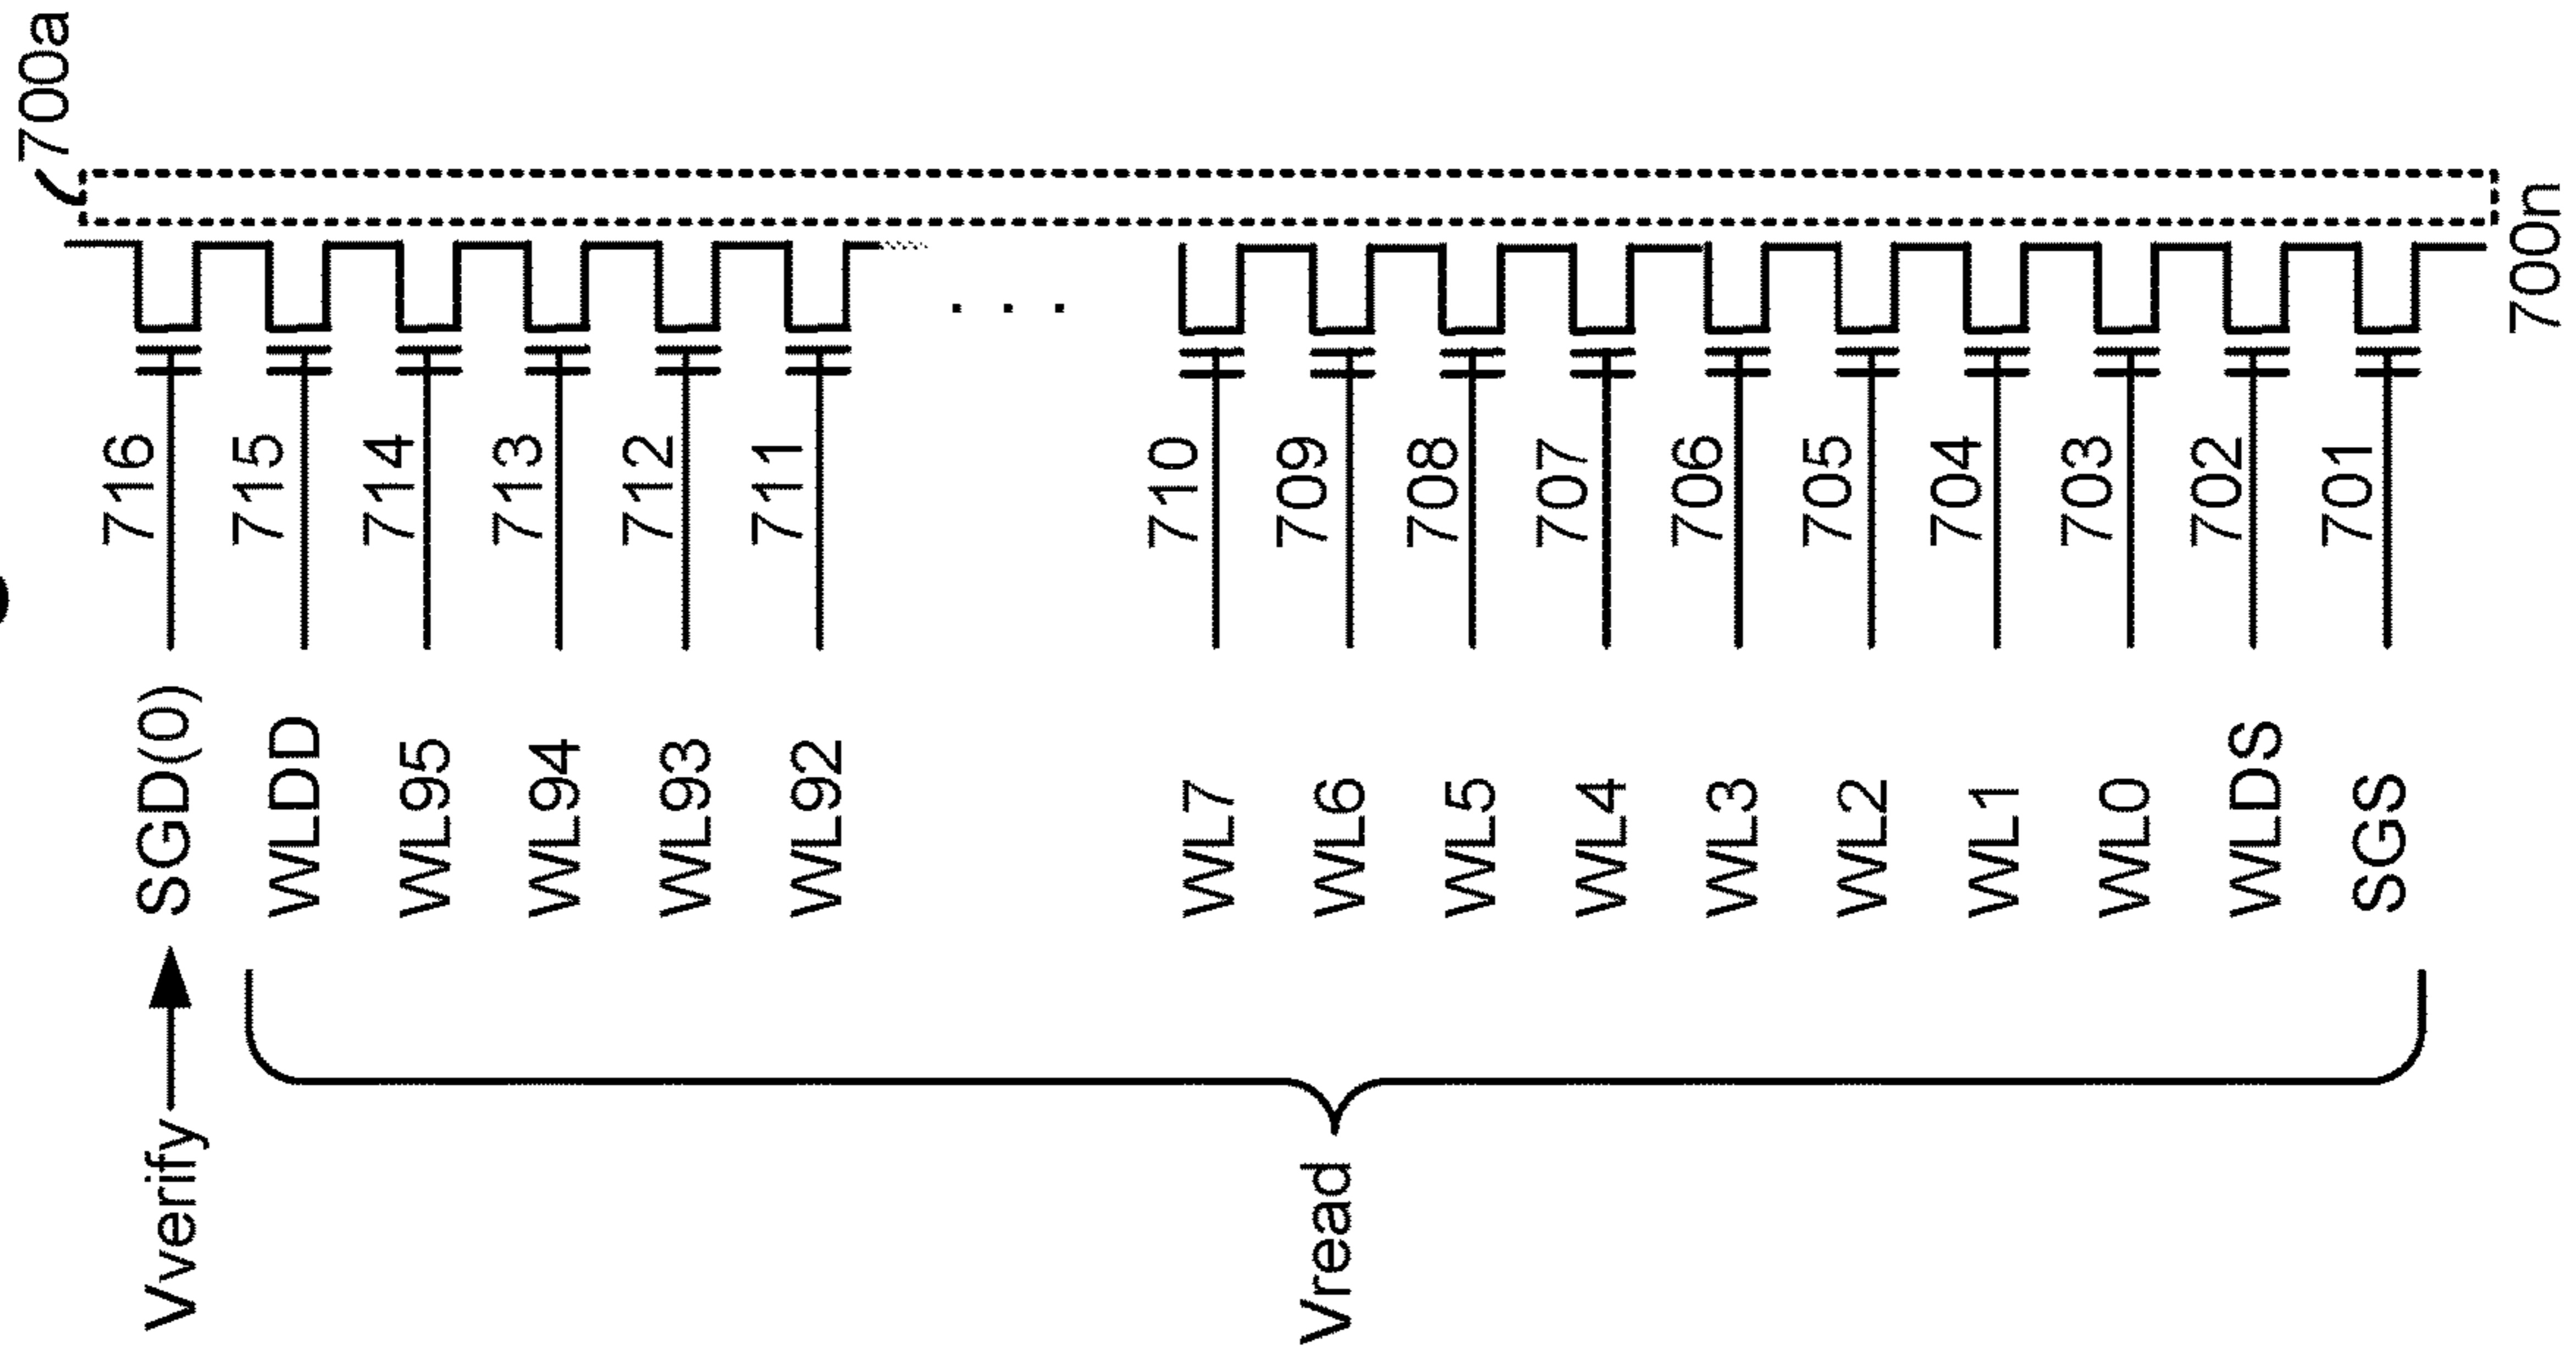 700a
Vverify
SGD(0) 716
WLDD 715
WL95 714
WL94 713
WL93 712
WL92 711
. . .
Vread
WL7 710
WL6 709
WL5 708
WL4 707
WL3 706
WL2 705
WL1 704
WL0 703
WLDS 702
SGS 701
700n